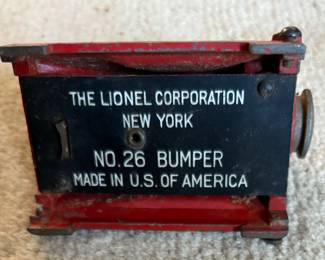 THE LIONEL CORPORATION
NEW YORK
NO. 26 BUMPER
MADE IN U.S. OF AMERICA